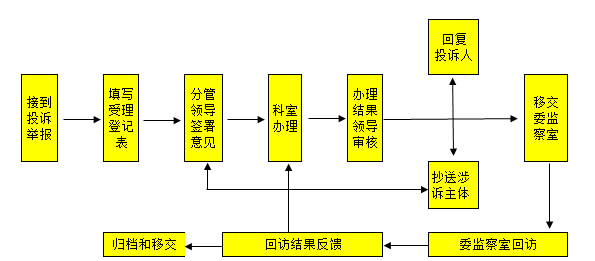 回复
投诉人
接到
投诉
举报
填写
受理
登记
表
分管
领导
签署
意见
科室
办理
办理
结果
领导
审核
移交
委监
察室
抄送涉
诉主体
归档和移交
回访结果反馈
委监察室回访